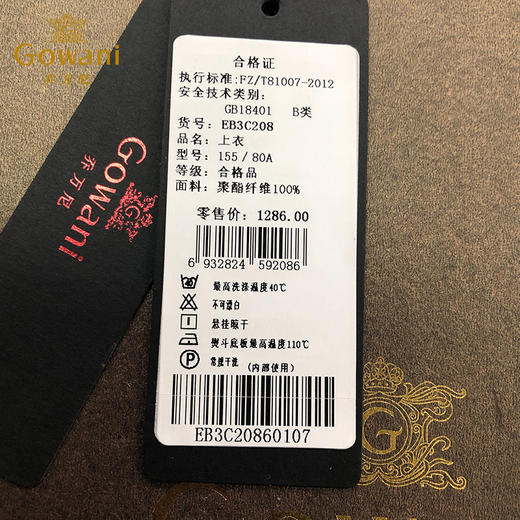 Gowani
乔万尼
Gowani
乔万尼
合格证
执行标准:FZ/T81007-2012
安全技术类别:
GB18401 B类
货号: EB3C208
品名: 上衣
型号: 155/80A
等级: 合格品
面料: 聚酯纤维100%
零售价: 1286.00
6 932824 592086
最高洗涤温度40℃
不可漂白
悬挂晾干
熨斗底板最高温度110℃
P 常规干洗 (内部使用)
EB3C20860107
G